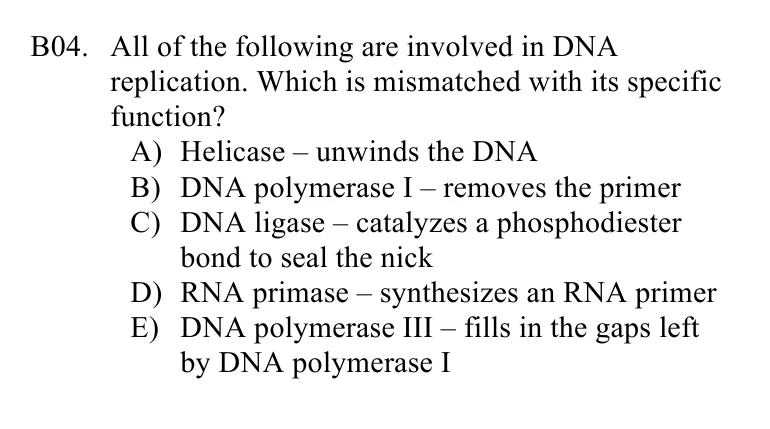 B04. All of the following are involved in DNA
replication. Which is mismatched with its specific
function?
A) Helicase – unwinds the DNA
B) DNA polymerase I – removes the primer
C) DNA ligase – catalyzes a phosphodiester
bond to seal the nick
D) RNA primase – synthesizes an RNA primer
E) DNA polymerase III – fills in the gaps left
by DNA polymerase I